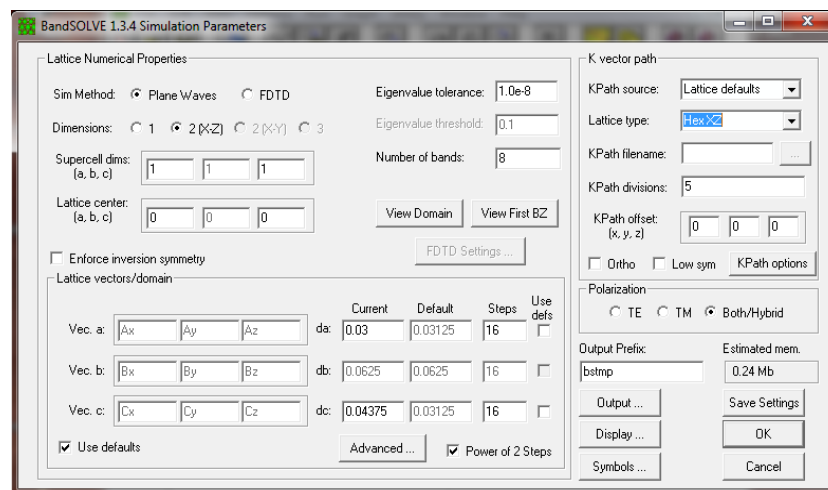 BandSOLVE 1.3.4 Simulation Parameters
Lattice Numerical Properties
Sim Method: Plane Waves FDTD
Dimensions: 1 2 (X-Z) 2 (X-Y) 3
Supercell dims: (a, b, c) 1 1 1
Lattice center: (a, b, c) 0 0 0
Enforce inversion symmetry
Eigenvalue tolerance: 1.0e-8
Eigenvalue threshold: 0.1
Number of bands: 8
View Domain View First BZ
FDTD Settings ...
Lattice vectors/domain
Current Default Steps Use defs
Vec. a: Ax Ay Az da: 0.03 0.03125 16
Vec. b: Bx By Bz db: 0.0625 0.0625 16
Vec. c: Cx Cy Cz dc: 0.04375 0.03125 16
Use defaults Advanced ... Power of 2 Steps
K vector path
KPath source: Lattice defaults
Lattice type: Hex XZ
KPath filename: ...
KPath divisions: 5
KPath offset: (x, y, z) 0 0 0
Ortho Low sym KPath options
Polarization
TE TM Both/Hybrid
Output Prefix: Estimated mem.
bstmp 0.24 Mb
Output ... Save Settings
Display ... OK
Symbols ... Cancel